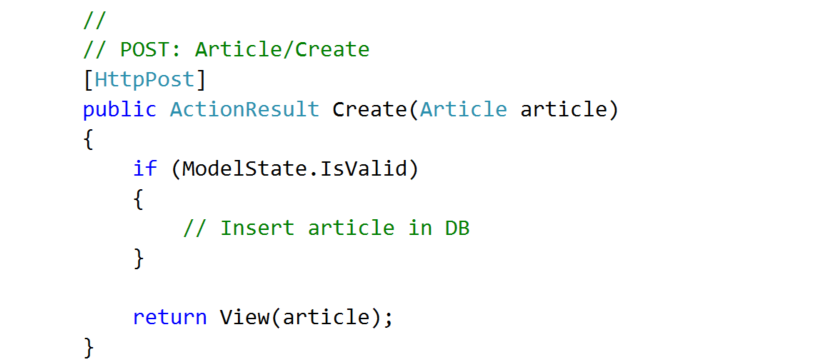 //
// POST: Article/Create
[HttpPost]
public ActionResult Create(Article article)
{
if (ModelState.IsValid)
{
// Insert article in DB
}
return View(article);
}